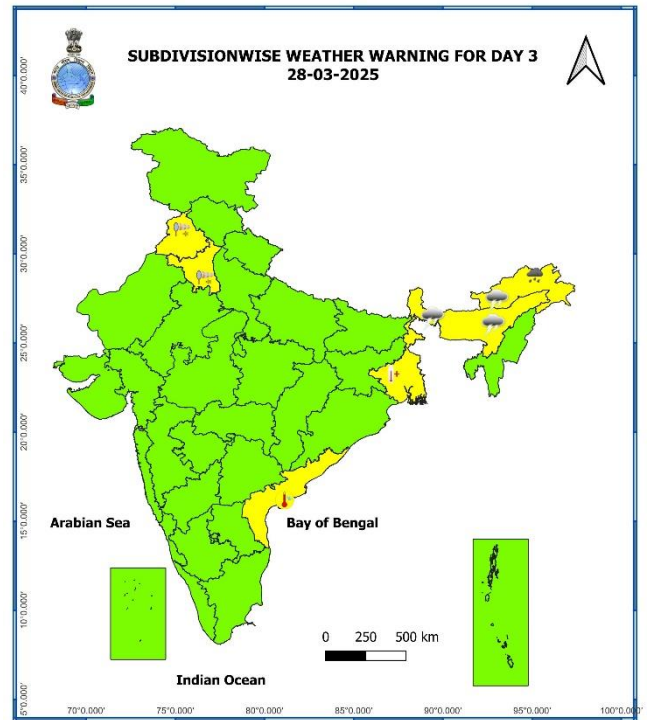 SUBDIVISIONWISE WEATHER WARNING FOR DAY 3
28-03-2025
40°0.000'
35°0.000'
30°0.000'
25°0.000'
20°0.000'
15°0.000'
10°0.000'
5°0.000'
Arabian Sea
Bay of Bengal
0 250 500 km
Indian Ocean
70°0.000' 75°0.000' 80°0.000' 85°0.000' 90°0.000' 95°0.000' 100°0.000'